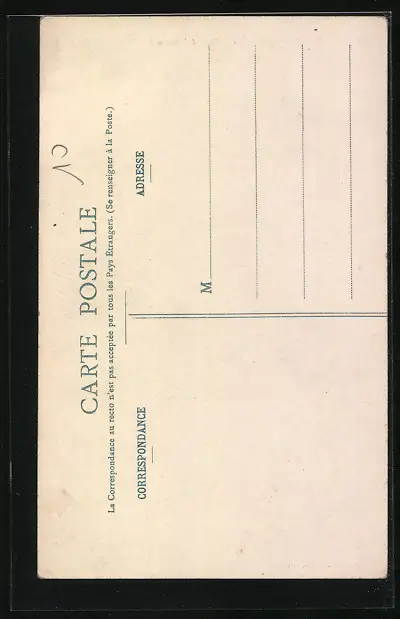 10
CARTE POSTALE
La Correspondance au recto n'est pas acceptée par tous les Pays Étrangers. (Se renseigner à la Poste.)
CORRESPONDANCE
ADRESSE
M